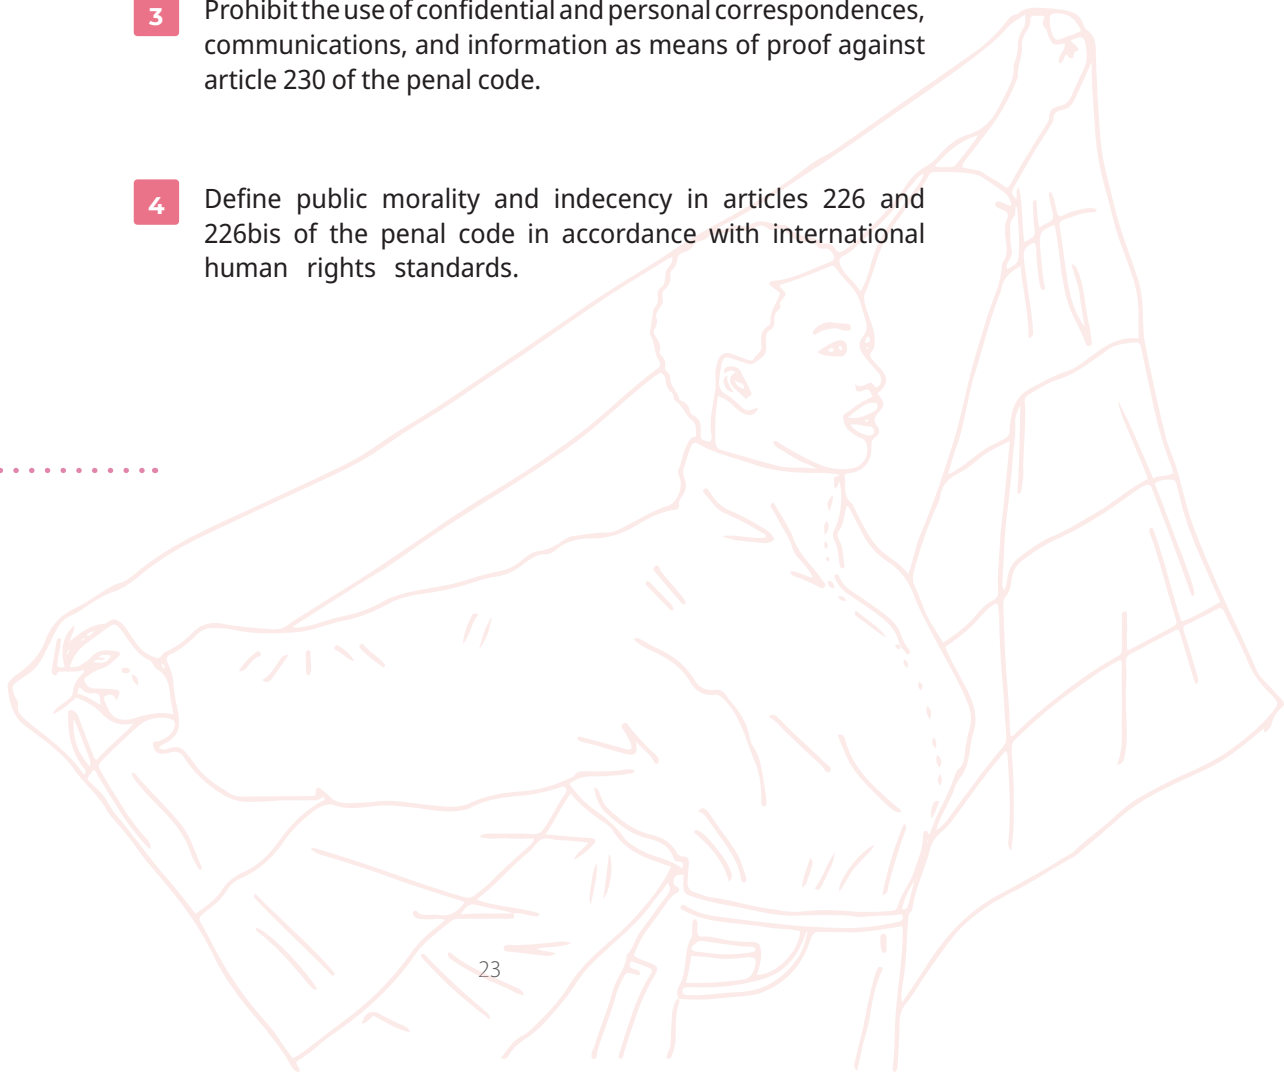 3
Prohibit the use of confidential and personal correspondences,
communications, and information as means of proof against
article 230 of the penal code.
4
Define public morality and indecency in articles 226 and
226bis of the penal code in accordance with international
human rights standards.
23